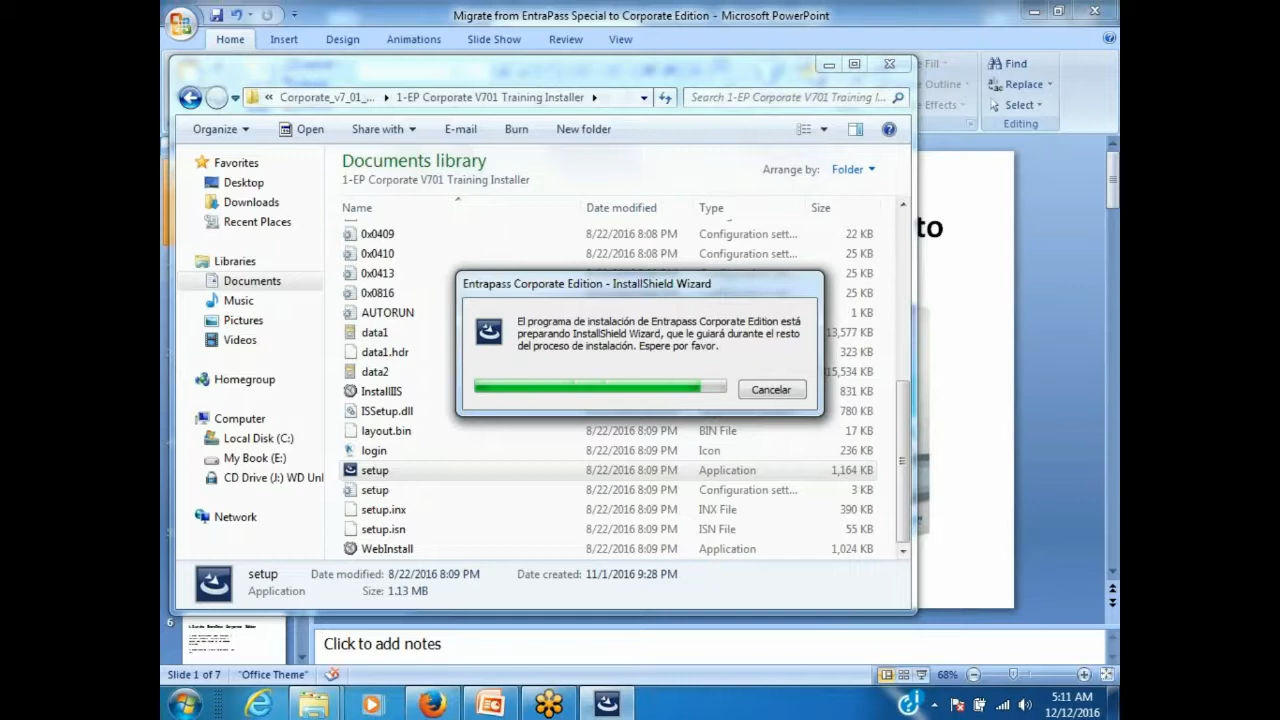 Migrate from EntraPass Special to Corporate Edition - Microsoft PowerPoint
Home Insert Design Animations Slide Show Review View
Fill
Outline
Effects
Find
Replace
Select
Editing
« Corporate_v7_01_... 1-EP Corporate V701 Training Installer
Search 1-EP Corporate V701 Training I...
Organize Open Share with E-mail Burn New folder
Favorites
Desktop
Downloads
Recent Places
Libraries
Documents
Music
Pictures
Videos
Homegroup
Computer
Local Disk (C:)
My Book (E:)
CD Drive (J:) WD Unl
Network
Documents library
1-EP Corporate V701 Training Installer
Arrange by: Folder
Name Date modified Type Size
0x0409 8/22/2016 8:08 PM Configuration sett... 22 KB
0x0410 8/22/2016 8:08 PM Configuration sett... 25 KB
0x0413 25 KB
0x0816 25 KB
AUTORUN 1 KB
data1 13,577 KB
data1.hdr 323 KB
data2 15,534 KB
InstallIIS 831 KB
ISSetup.dll 780 KB
layout.bin 8/22/2016 8:09 PM BIN File 17 KB
login 8/22/2016 8:09 PM Icon 236 KB
setup 8/22/2016 8:09 PM Application 1,164 KB
setup 8/22/2016 8:09 PM Configuration sett... 3 KB
setup.inx 8/22/2016 8:09 PM INX File 390 KB
setup.isn 8/22/2016 8:09 PM ISN File 55 KB
WebInstall 8/22/2016 8:09 PM Application 1,024 KB
Entrapass Corporate Edition - InstallShield Wizard
El programa de instalación de Entrapass Corporate Edition está
preparando InstallShield Wizard, que le guiará durante el resto
del proceso de instalación. Espere por favor.
Cancelar
setup Date modified: 8/22/2016 8:09 PM Date created: 11/1/2016 9:28 PM
Application Size: 1.13 MB
to
6
Click to add notes
Slide 1 of 7 "Office Theme" 68%
5:11 AM
12/12/2016